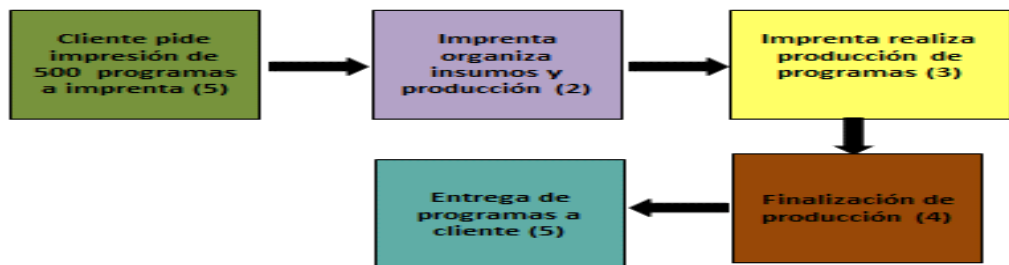 Cliente pide
impresión de
500 programas
a imprenta (5)
Imprenta
organiza
insumos y
producción (2)
Imprenta realiza
producción de
programas (3)
Finalización de
producción (4)
Entrega de
programas a
cliente (5)